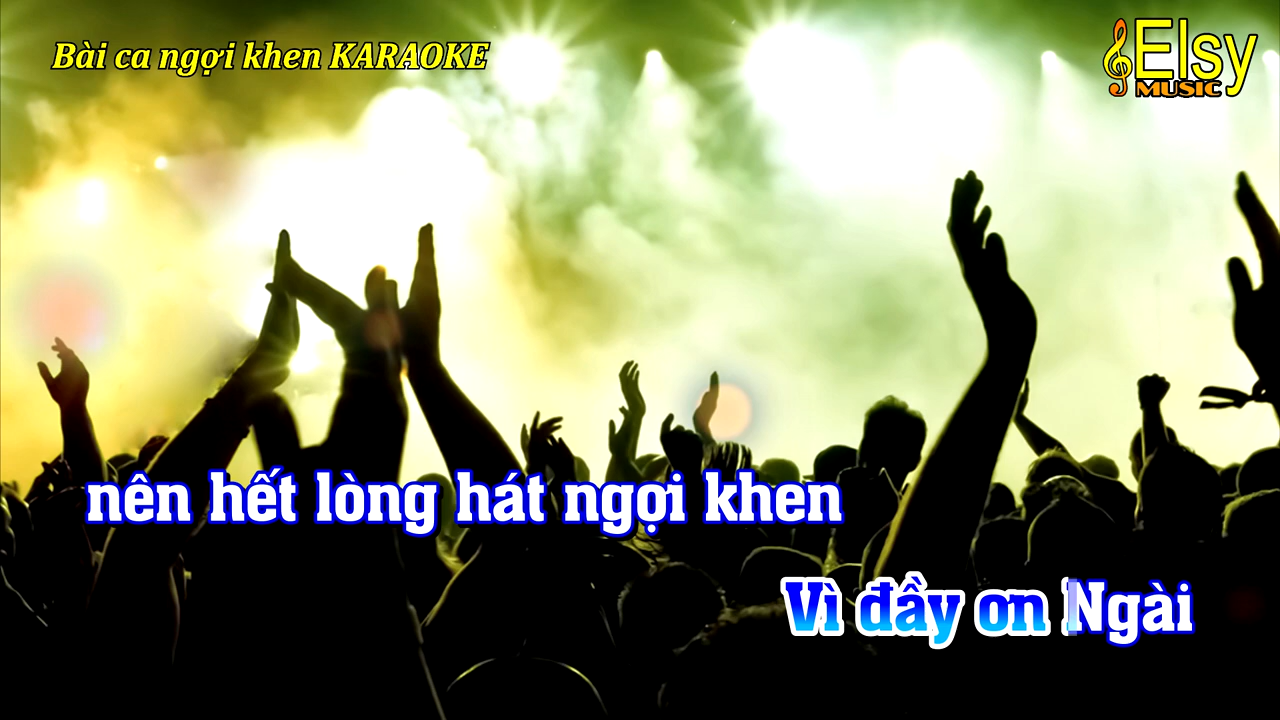 Bài ca ngợi khen KARAOKE
Elsy
MUSIC
nên hết lòng hát ngợi khen
Vì đầy ơn Ngài